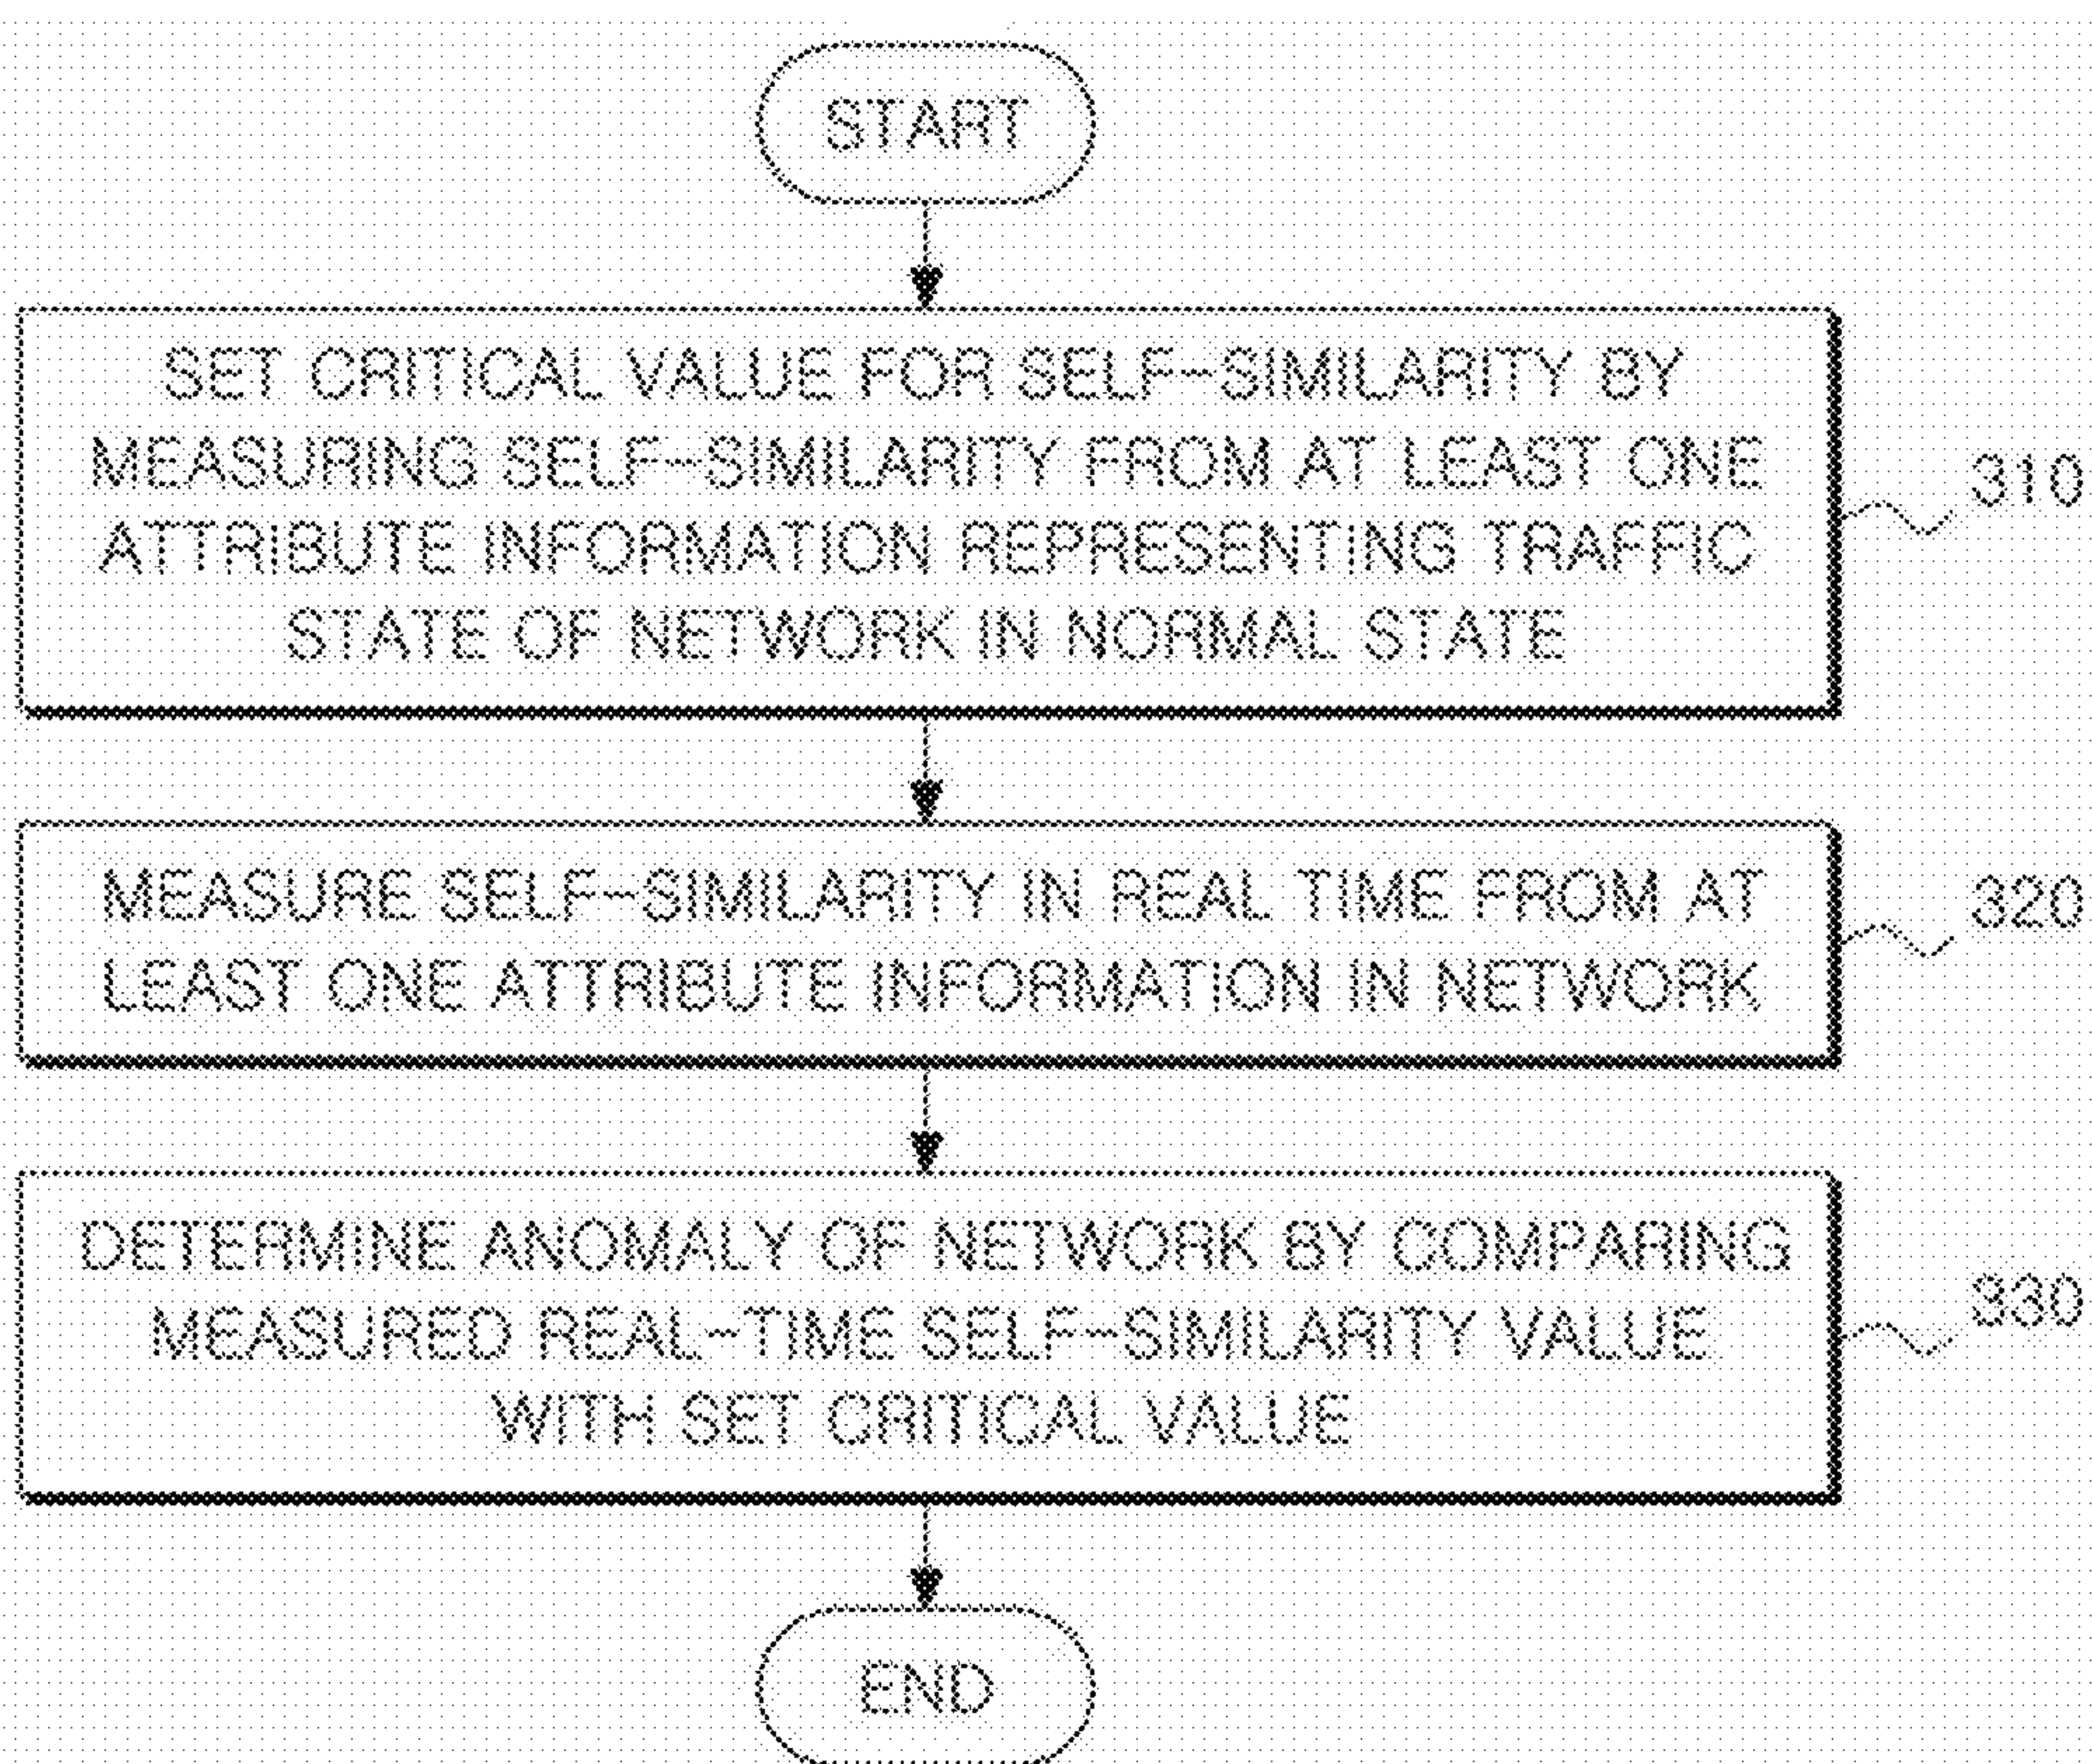 START
SET CRITICAL VALUE FOR SELF-SIMILARITY BY
MEASURING SELF-SIMILARITY FROM AT LEAST ONE
ATTRIBUTE INFORMATION REPRESENTING TRAFFIC
STATE OF NETWORK IN NORMAL STATE
310
MEASURE SELF-SIMILARITY IN REAL TIME FROM AT
LEAST ONE ATTRIBUTE INFORMATION IN NETWORK
320
DETERMINE ANOMALY OF NETWORK BY COMPARING
MEASURED REAL-TIME SELF-SIMILARITY VALUE
WITH SET CRITICAL VALUE
330
END